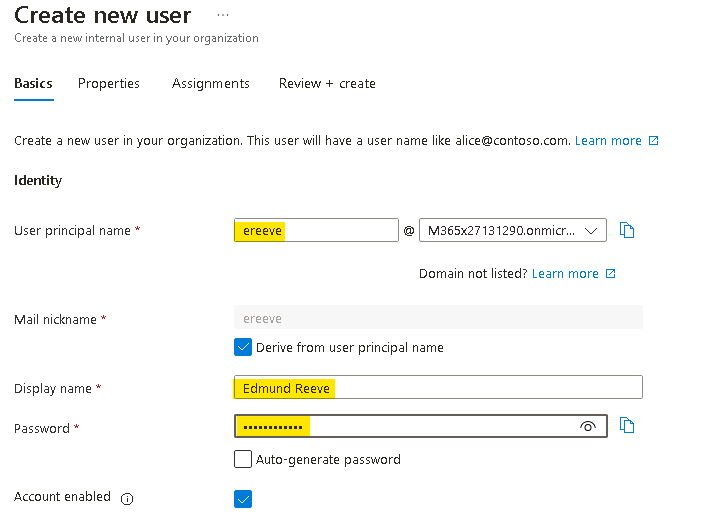 Create new user ...
Create a new internal user in your organization
Basics Properties Assignments Review + create
Create a new user in your organization. This user will have a user name like alice@contoso.com. Learn more
Identity
User principal name * ereeve @ M365x27131290.onmicr...
Domain not listed? Learn more
Mail nickname * ereeve
Derive from user principal name
Display name * Edmund Reeve
Password * ••••••••••••
Auto-generate password
Account enabled